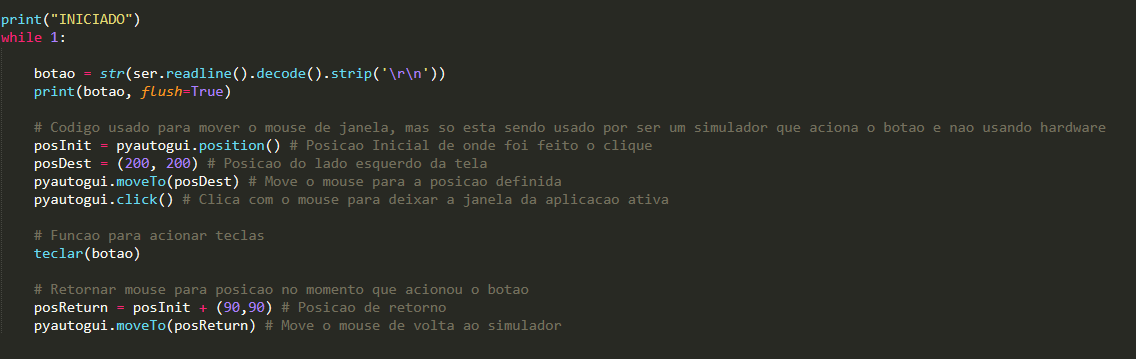 print("INICIADO")
while 1:
botao = str(ser.readline().decode().strip('\r\n'))
print(botao, flush=True)
# Codigo usado para mover o mouse de janela, mas so esta sendo usado por ser um simulador que aciona o botao e nao usando hardware
posInit = pyautogui.position() # Posicao Inicial de onde foi feito o clique
posDest = (200, 200) # Posicao do lado esquerdo da tela
pyautogui.moveTo(posDest) # Move o mouse para a posicao definida
pyautogui.click() # Clica com o mouse para deixar a janela da aplicacao ativa
# Funcao para acionar teclas
teclar(botao)
# Retornar mouse para posicao no momento que acionou o botao
posReturn = posInit + (90,90) # Posicao de retorno
pyautogui.moveTo(posReturn) # Move o mouse de volta ao simulador